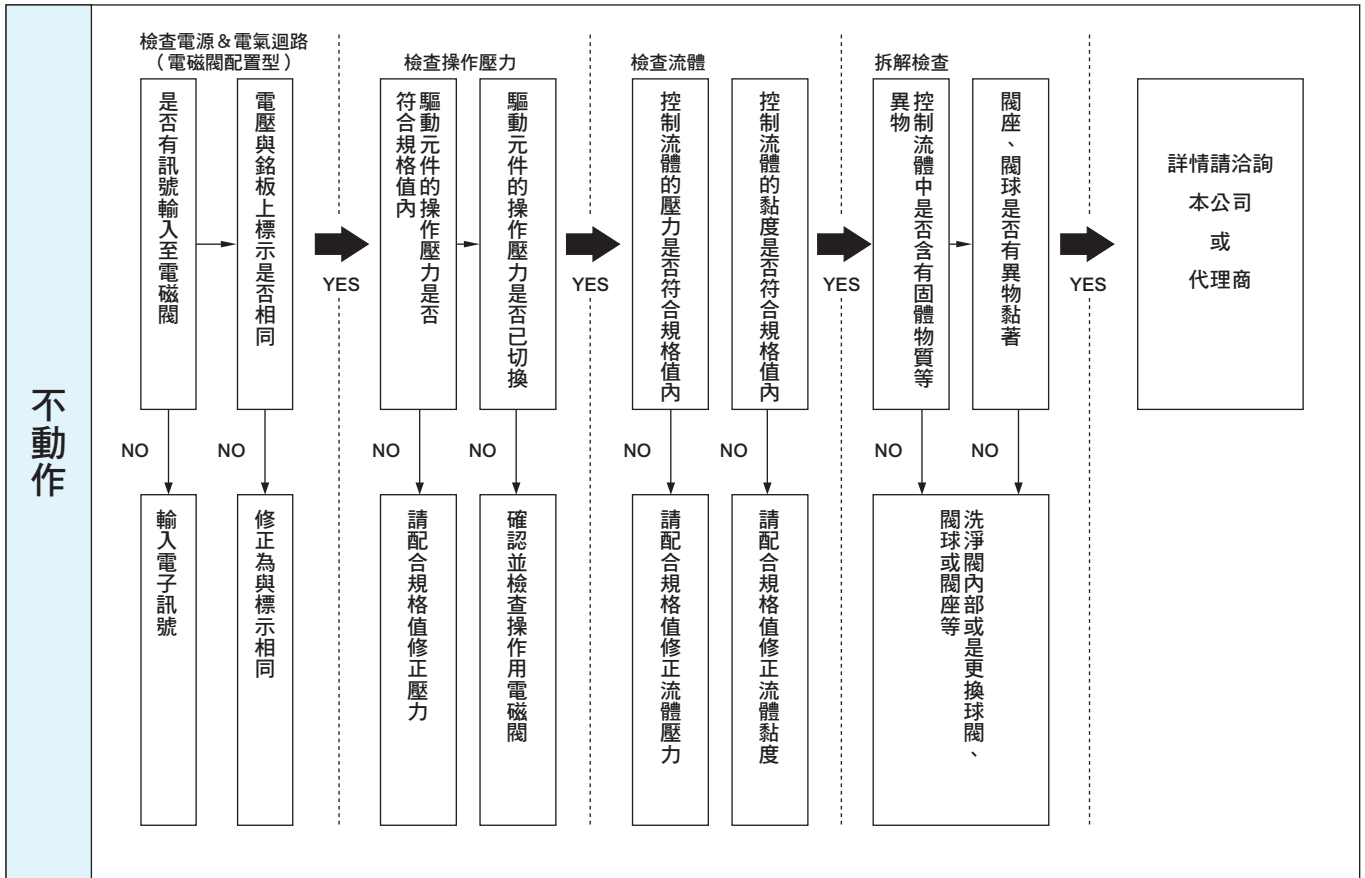 不動作
檢查電源＆電氣迴路
（電磁閥配置型）
是否有訊號輸入至電磁閥
電壓與銘板上標示是否相同
NO
NO
輸入電子訊號
修正為與標示相同
YES
檢查操作壓力
驅動元件的操作壓力是否
符合規格值內
驅動元件的操作壓力是否已切換
NO
NO
請配合規格值修正壓力
確認並檢查操作用電磁閥
YES
檢查流體
控制流體的壓力是否符合規格值內
控制流體的黏度是否符合規格值內
NO
NO
請配合規格值修正流體壓力
請配合規格值修正流體黏度
YES
拆解檢查
控制流體中是否含有固體物質等
異物
閥座、閥球是否有異物黏著
NO
NO
洗淨閥內部或是更換球閥、
閥球或閥座等
YES
詳情請洽詢
本公司
或
代理商